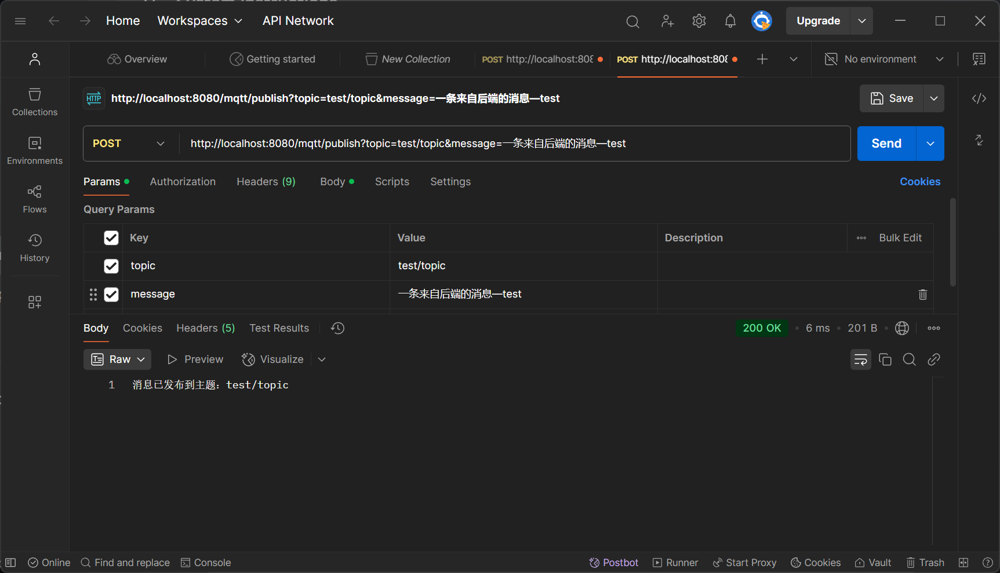 Home Workspaces API Network Upgrade
Overview Getting started New Collection POST http://localhost:808 POST http://localhost:808 No environment
HTTP http://localhost:8080/mqtt/publish?topic=test/topic&message=一条来自后端的消息—test Save
POST http://localhost:8080/mqtt/publish?topic=test/topic&message=一条来自后端的消息—test Send
Collections
Environments
Flows
History
Params Authorization Headers (9) Body Scripts Settings Cookies
Query Params
Key Value Description Bulk Edit
topic test/topic
message 一条来自后端的消息—test
Body Cookies Headers (5) Test Results 200 OK 6 ms 201 B
Raw Preview Visualize
1 消息已发布到主题: test/topic
Online Find and replace Console Postbot Runner Start Proxy Cookies Vault Trash